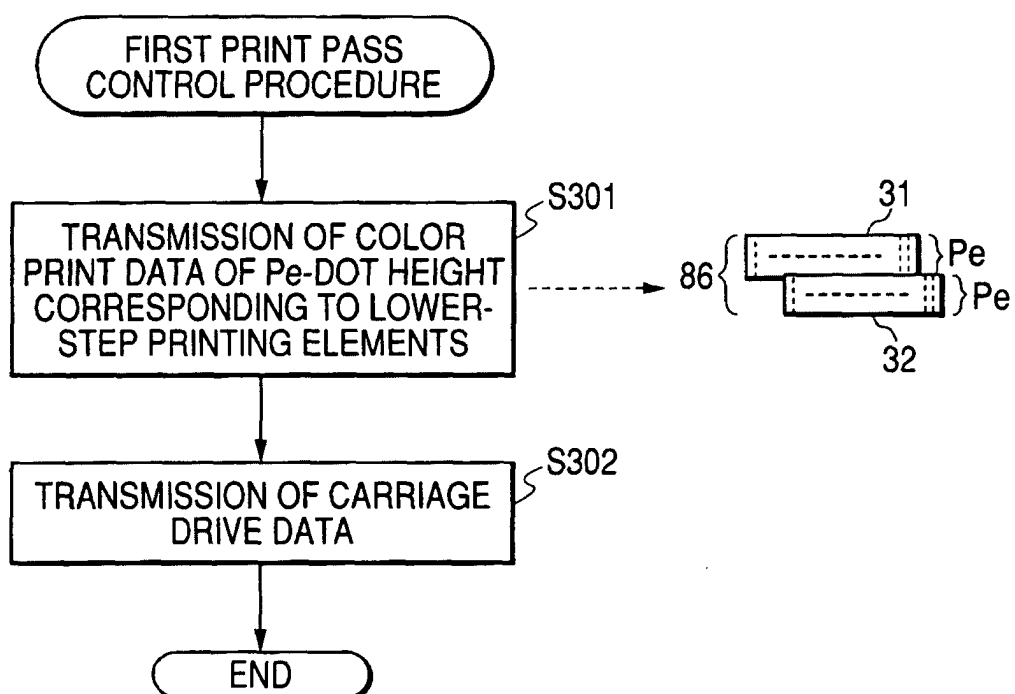 FIRST PRINT PASS
CONTROL PROCEDURE
S301
TRANSMISSION OF COLOR
PRINT DATA OF Pe-DOT HEIGHT
CORRESPONDING TO LOWER-
STEP PRINTING ELEMENTS
31
86
Pe
Pe
32
S302
TRANSMISSION OF CARRIAGE
DRIVE DATA
END